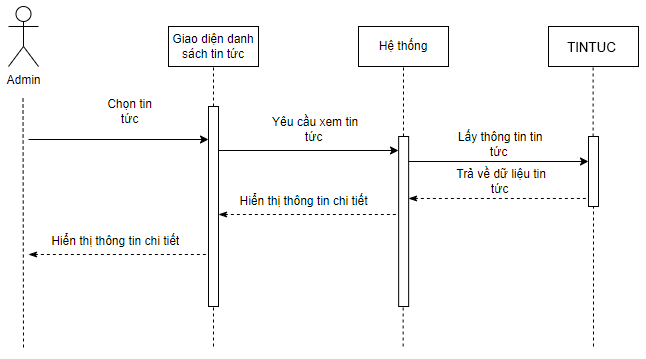 Giao diện danh
sách tin tức
Hệ thống
TINTUC
Admin
Chọn tin
tức
Yêu cầu xem tin
tức
Lấy thông tin tin
tức
Trả về dữ liệu tin
tức
Hiển thị thông tin chi tiết
Hiển thị thông tin chi tiết